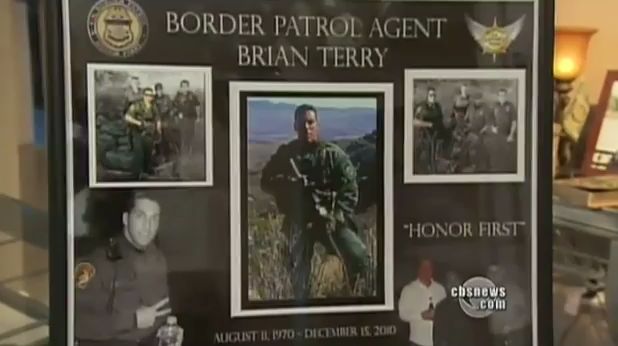 BORDER PATROL AGENT
BRIAN TERRY
"HONOR FIRST"
cbsnews
.com
AUGUST 11, 1970 - DECEMBER 15, 2010